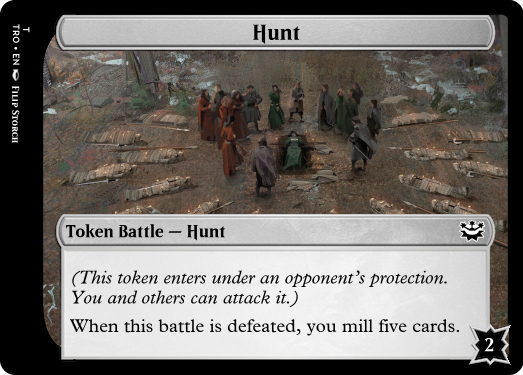 Hunt
Token Battle — Hunt
(This token enters under an opponent's protection.
You and others can attack it.)
When this battle is defeated, you mill five cards.
2
T
TRO • EN FILIP STORCH